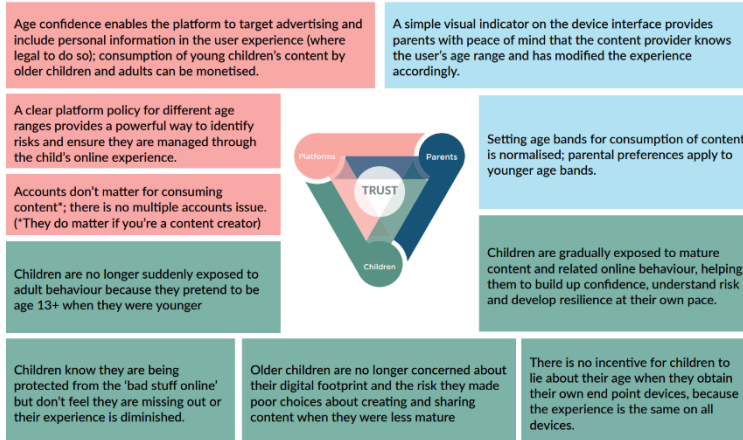 Age confidence enables the platform to target advertising and
include personal information in the user experience (where
legal to do so); consumption of young children's content by
older children and adults can be monetised.
A simple visual indicator on the device interface provides
parents with peace of mind that the content provider knows
the user's age range and has modified the experience
accordingly.
A clear platform policy for different age
ranges provides a powerful way to identify
risks and ensure they are managed through
the child's online experience.
Platforms
Parents
TRUST
Children
Setting age bands for consumption of content
is normalised; parental preferences apply to
younger age bands.
Accounts don't matter for consuming
content*; there is no multiple accounts issue.
(*They do matter if you're a content creator)
Children are no longer suddenly exposed to
adult behaviour because they pretend to be
age 13+ when they were younger
Children are gradually exposed to mature
content and related online behaviour, helping
them to build up confidence, understand risk
and develop resilience at their own pace.
Children know they are being
protected from the 'bad stuff online'
but don't feel they are missing out or
their experience is diminished.
Older children are no longer concerned about
their digital footprint and the risk they made
poor choices about creating and sharing
content when they were less mature
There is no incentive for children to
lie about their age when they obtain
their own end point devices, because
the experience is the same on all
devices.